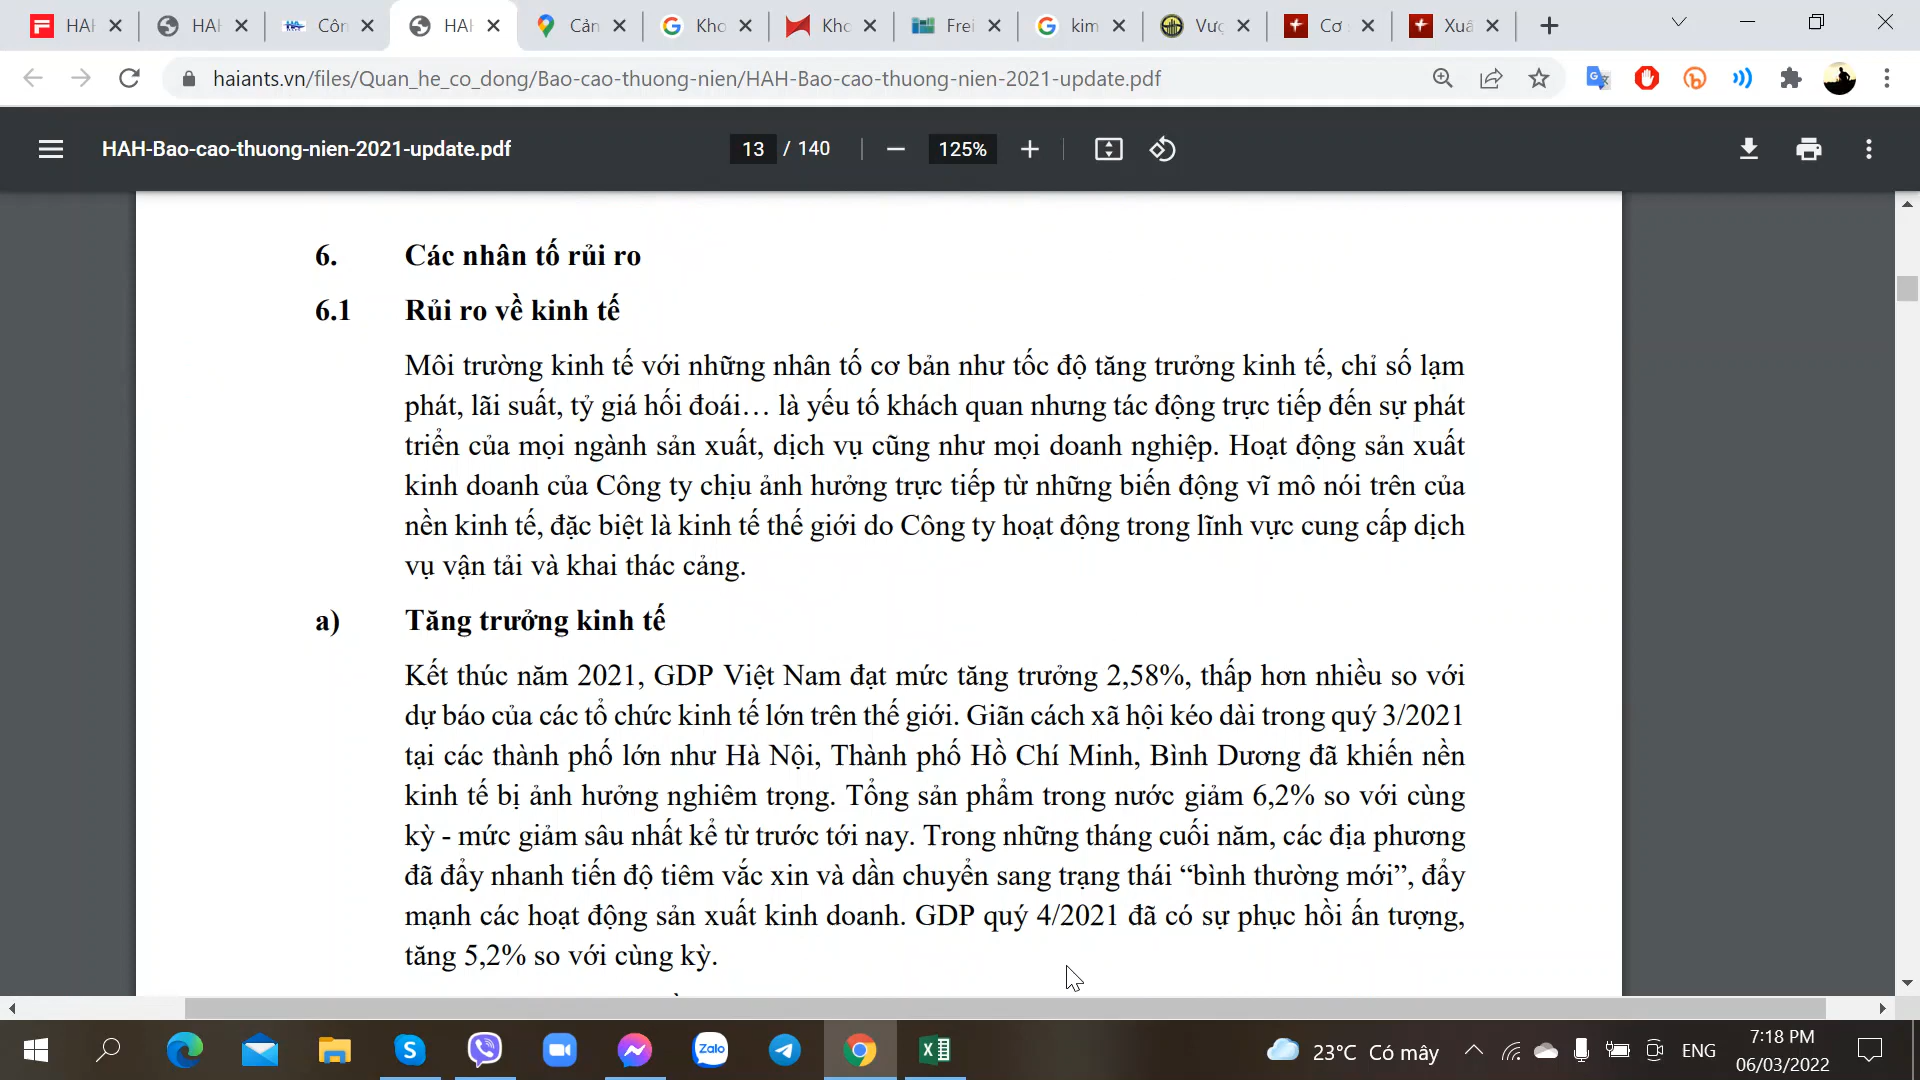 HAH
HAH
Côn
HAH
Cản
Kho
Kho
Frei
kim
Vượ
Cơ
Xuấ
haiants.vn/files/Quan_he_co_dong/Bao-cao-thuong-nien/HAH-Bao-cao-thuong-nien-2021-update.pdf
HAH-Bao-cao-thuong-nien-2021-update.pdf
13 / 140
125%
6. Các nhân tố rủi ro
6.1 Rủi ro về kinh tế
Môi trường kinh tế với những nhân tố cơ bản như tốc độ tăng trưởng kinh tế, chỉ số lạm
phát, lãi suất, tỷ giá hối đoái… là yếu tố khách quan nhưng tác động trực tiếp đến sự phát
triển của mọi ngành sản xuất, dịch vụ cũng như mọi doanh nghiệp. Hoạt động sản xuất
kinh doanh của Công ty chịu ảnh hưởng trực tiếp từ những biến động vĩ mô nói trên của
nền kinh tế, đặc biệt là kinh tế thế giới do Công ty hoạt động trong lĩnh vực cung cấp dịch
vụ vận tải và khai thác cảng.
a) Tăng trưởng kinh tế
Kết thúc năm 2021, GDP Việt Nam đạt mức tăng trưởng 2,58%, thấp hơn nhiều so với
dự báo của các tổ chức kinh tế lớn trên thế giới. Giãn cách xã hội kéo dài trong quý 3/2021
tại các thành phố lớn như Hà Nội, Thành phố Hồ Chí Minh, Bình Dương đã khiến nền
kinh tế bị ảnh hưởng nghiêm trọng. Tổng sản phẩm trong nước giảm 6,2% so với cùng
kỳ - mức giảm sâu nhất kể từ trước tới nay. Trong những tháng cuối năm, các địa phương
đã đẩy nhanh tiến độ tiêm vắc xin và dần chuyển sang trạng thái “bình thường mới”, đẩy
mạnh các hoạt động sản xuất kinh doanh. GDP quý 4/2021 đã có sự phục hồi ấn tượng,
tăng 5,2% so với cùng kỳ.
Zalo
23°C Có mây
ENG
7:18 PM
06/03/2022